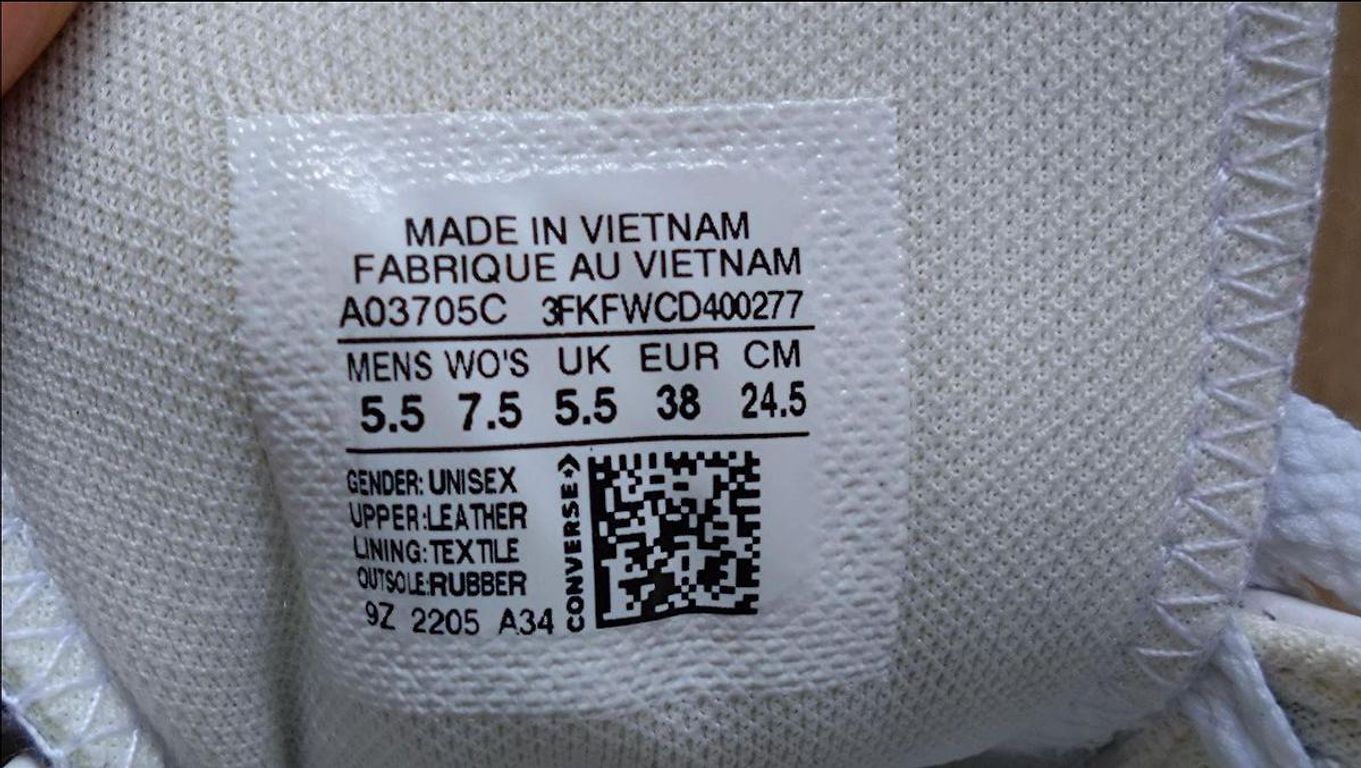 MADE IN VIETNAM
FABRIQUE AU VIETNAM
A03705C 3FKFWCD400277
MENS WO'S UK EUR CM
5.5 7.5 5.5 38 24.5
GENDER: UNISEX
UPPER:LEATHER
LINING:TEXTILE
OUTSOLE:RUBBER
9Z 2205 A34
CONVERSE